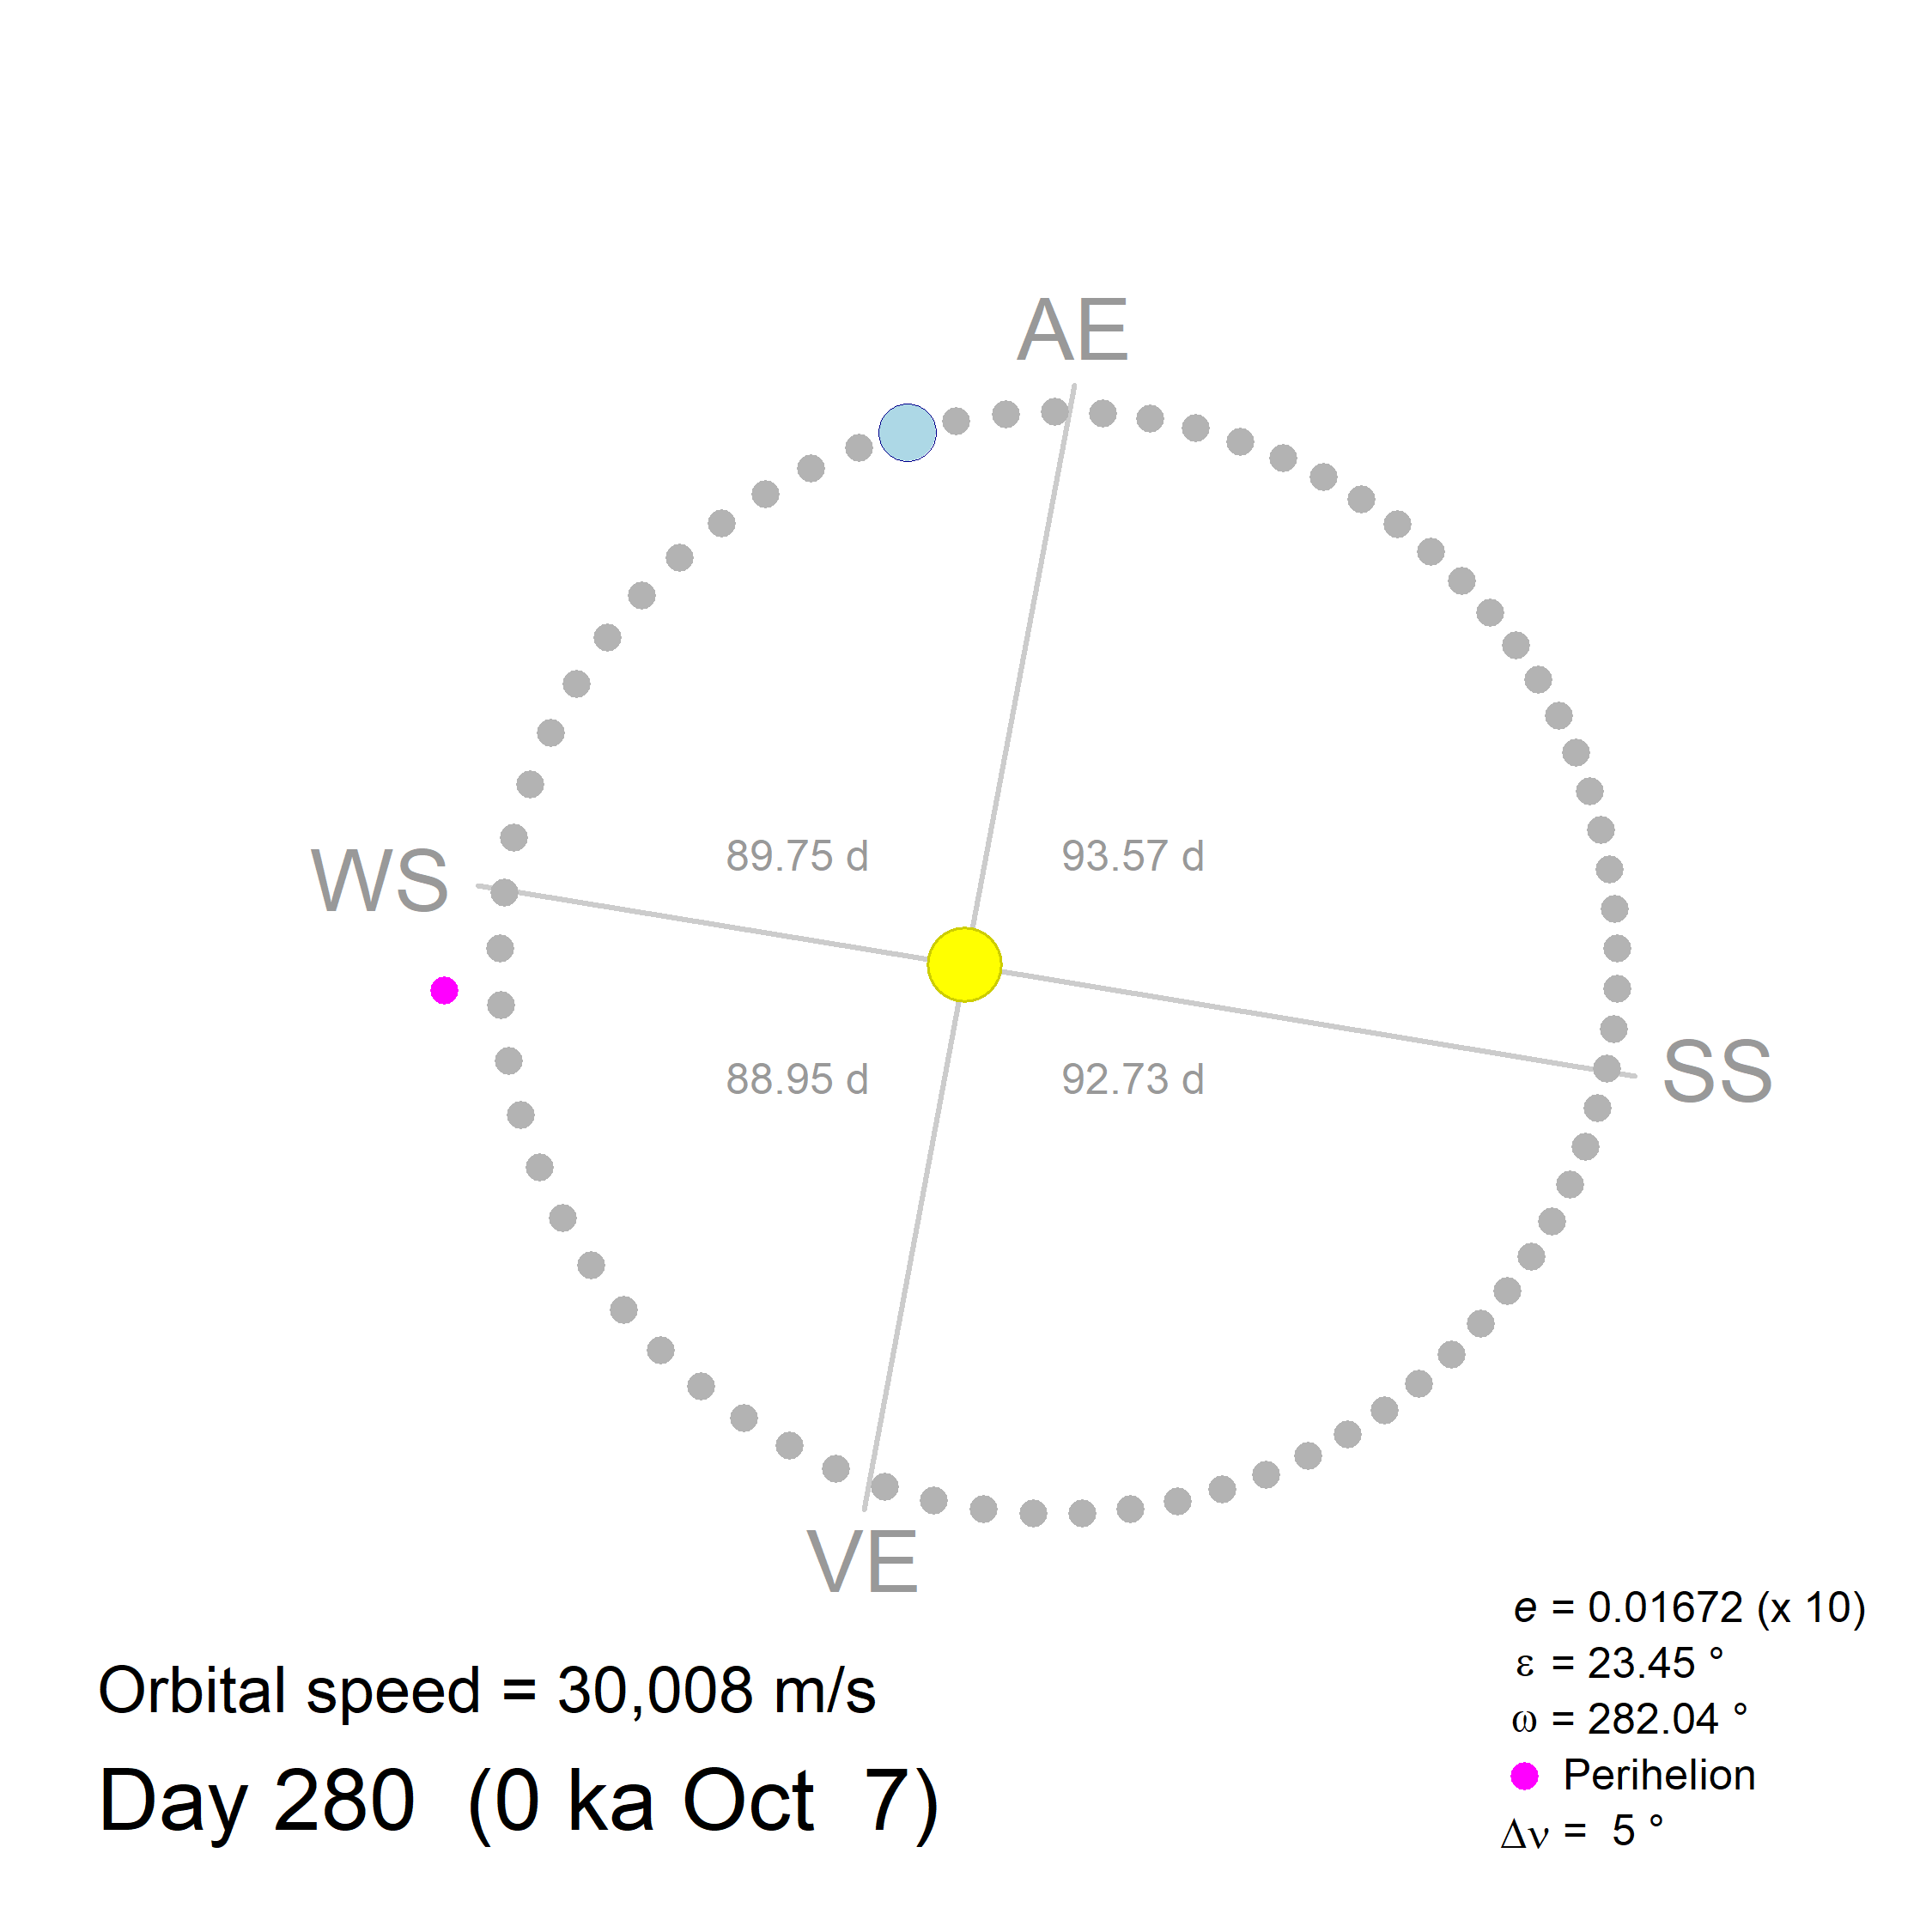 AE
WS
89.75 d
93.57 d
88.95 d
92.73 d
SS
VE
e = 0.01672 (x 10)
ε = 23.45 °
ω = 282.04 °
Perihelion
Δν = 5 °
Orbital speed = 30,008 m/s
Day 280 (0 ka Oct 7)